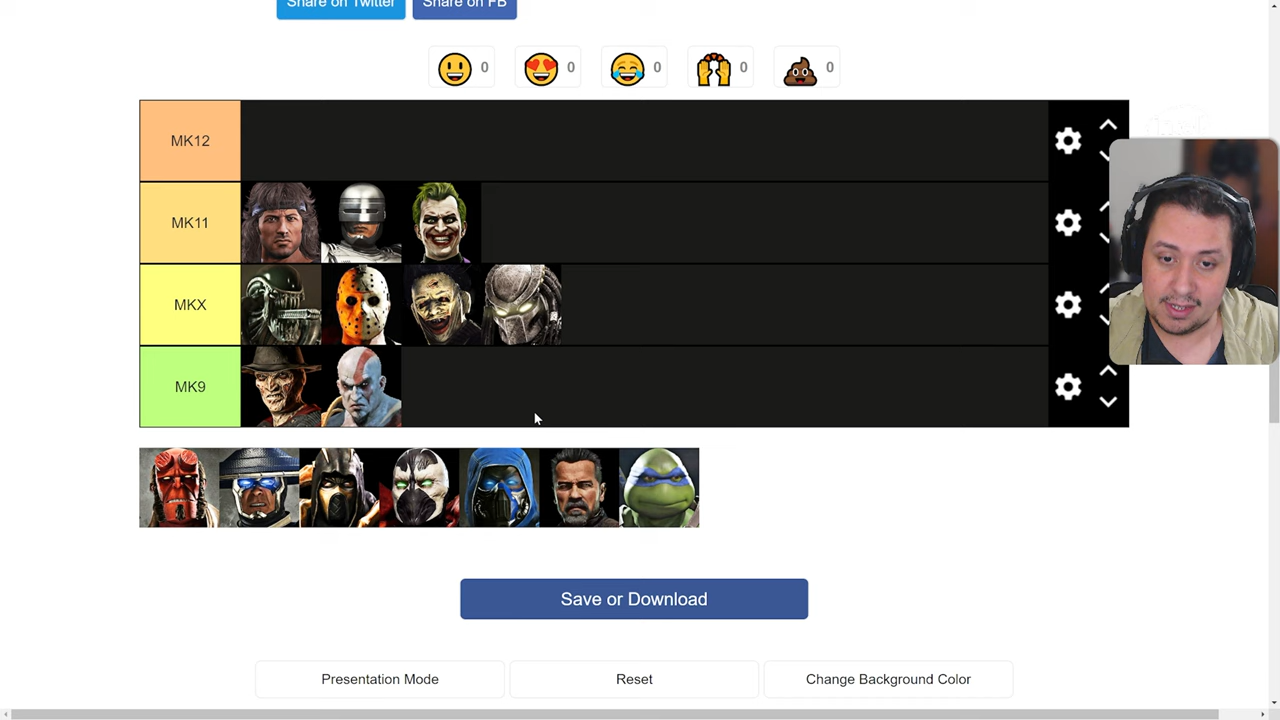 Share on Twitter Share on FB
0 0 0 0 0
MK12
MK11
MKX
MK9
Save or Download
Presentation Mode Reset Change Background Color